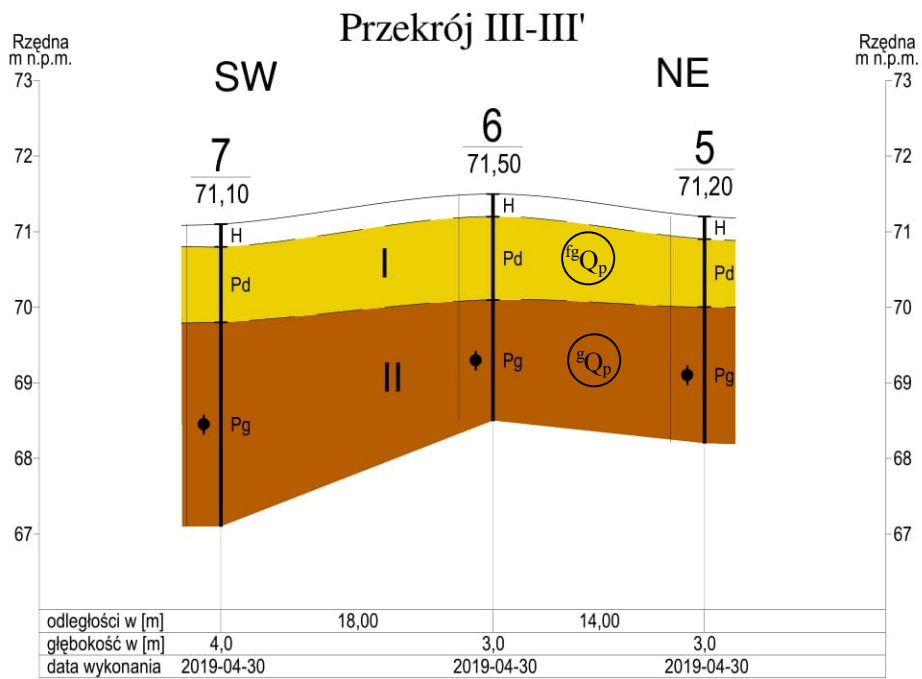 Przekrój III-III'
Rzędna
m n.p.m.
Rzędna
m n.p.m.
SW
NE
73
73
72
72
71
71
70
70
69
69
68
68
67
67
7
71,10
6
71,50
5
71,20
H
H
H
I
Pd
Pd
fgQp
Pd
II
Pg
Pg
gQp
Pg
odległości w [m] 18,00 14,00
głębokość w [m] 4,0 3,0 3,0
data wykonania 2019-04-30 2019-04-30 2019-04-30